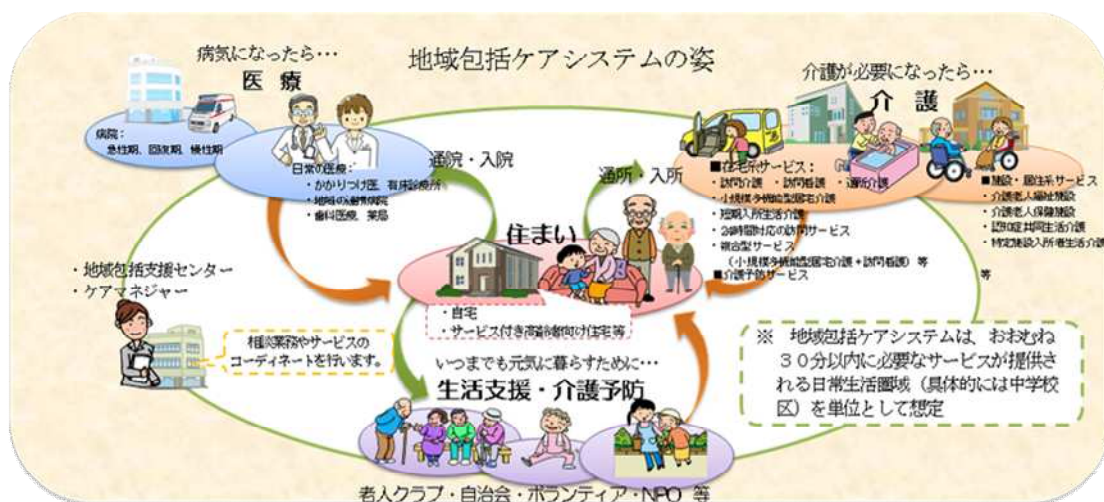 地域包括ケアシステムの姿
病気になったら･･･
医 療
病院：
急性期、回復期、慢性期
日常の医療：
・かかりつけ医、有床診療所
・地域の連携病院
・歯科医療、薬局
通院・入院
通所・入所
介護が必要になったら･･･
介 護
■在宅系サービス：
・訪問介護 ・訪問看護 ・通所介護
・小規模多機能型居宅介護
・短期入所生活介護
・24時間対応の訪問サービス
・複合型サービス
（小規模多機能型居宅介護＋訪問看護）等
■介護予防サービス
■施設・居住系サービス
・介護老人福祉施設
・介護老人保健施設
・認知症共同生活介護
・特定施設入所者生活介護
等
住まい
・自宅
・サービス付き高齢者向け住宅等
・地域包括支援センター
・ケアマネジャー
相談業務やサービスの
コーディネートを行います。
いつまでも元気に暮らすために･･･
生活支援・介護予防
老人クラブ・自治会・ボランティア・NPO 等
※ 地域包括ケアシステムは、おおむね
３０分以内に必要なサービスが提供さ
れる日常生活圏域（具体的には中学校
区）を単位として想定